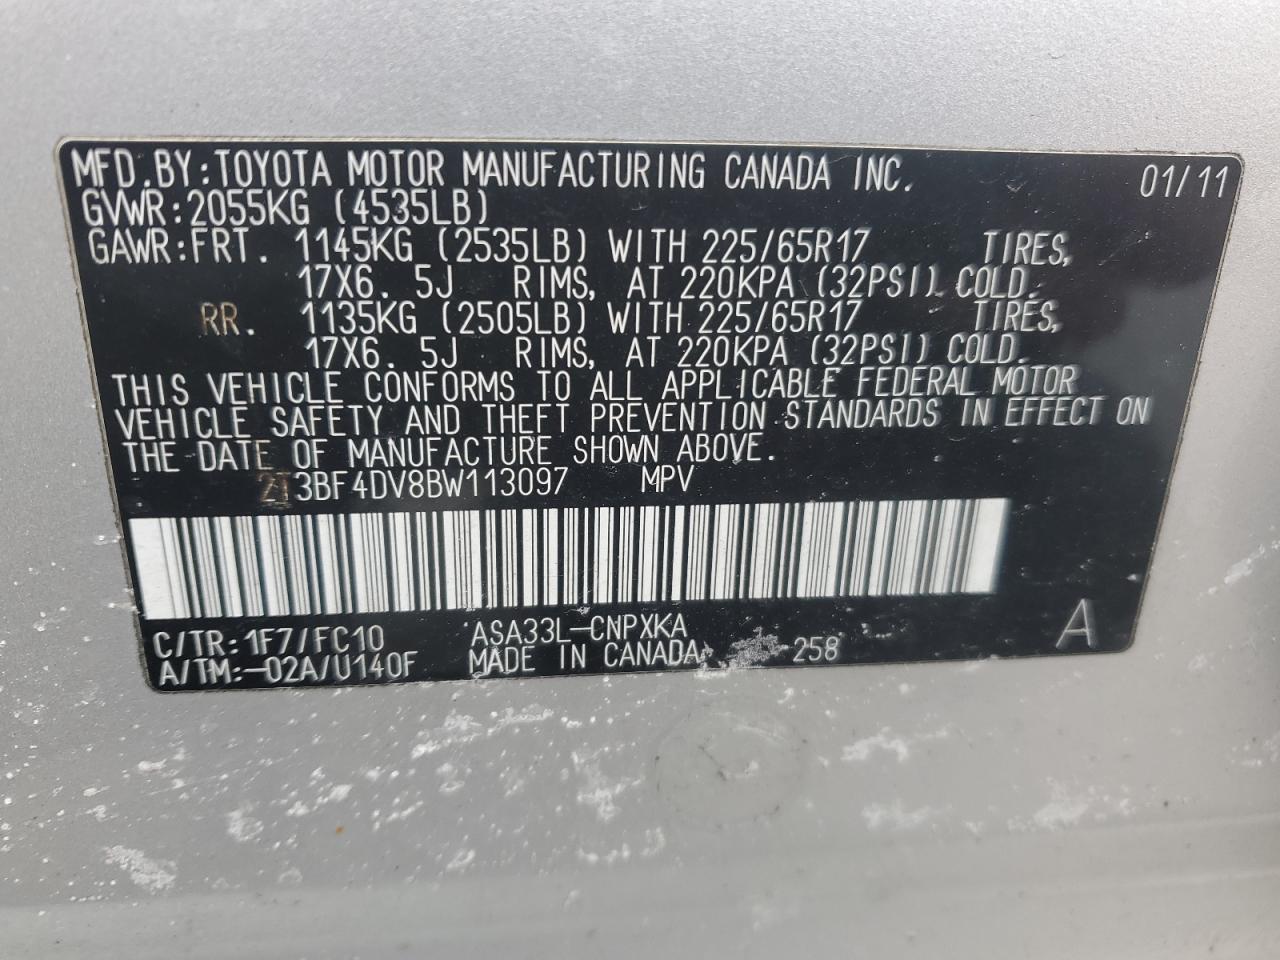 MFD.BY:TOYOTA MOTOR MANUFACTURING CANADA INC. 01/11
GVWR:2055KG (4535LB)
GAWR:FRT. 1145KG (2535LB) WITH 225/65R17 TIRES,
17X6.5J RIMS, AT 220KPA (32PSI) COLD.
RR. 1135KG (2505LB) WITH 225/65R17 TIRES,
17X6.5J RIMS, AT 220KPA (32PSI) COLD.
THIS VEHICLE CONFORMS TO ALL APPLICABLE FEDERAL MOTOR
VEHICLE SAFETY AND THEFT PREVENTION STANDARDS IN EFFECT ON
THE DATE OF MANUFACTURE SHOWN ABOVE.
2T3BF4DV8BW113097 MPV
C/TR:1F7/FC10 ASA33L-CNPXKA A
A/TM:-02A/U140F MADE IN CANADA 258